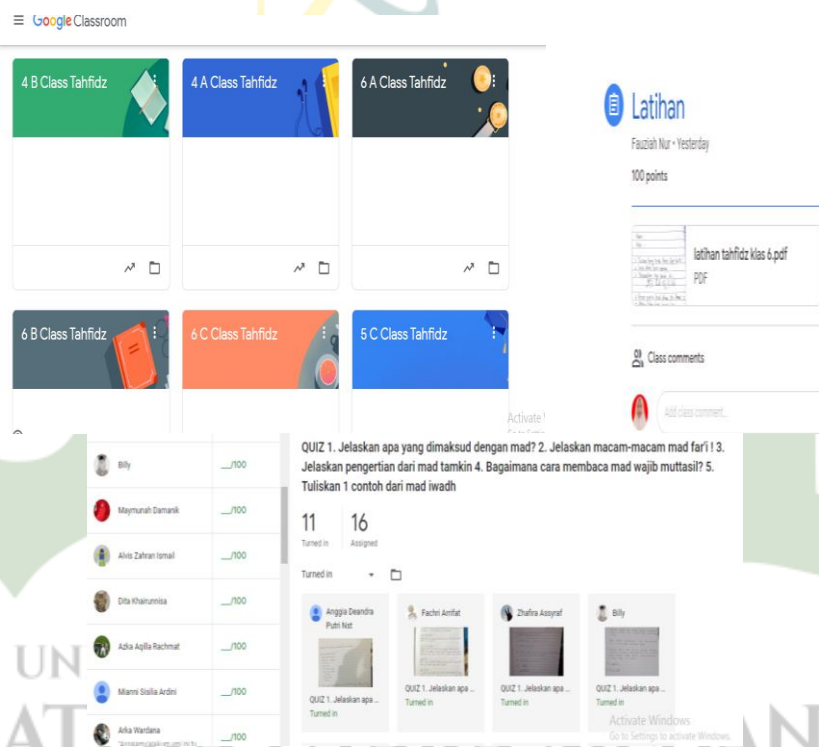 Google Classroom
4 B Class Tahfidz
4 A Class Tahfidz
6 A Class Tahfidz
6 B Class Tahfidz
6 C Class Tahfidz
5 C Class Tahfidz
Activate
Latihan
Fauziah Nur • Yesterday
100 points
latihan tahfidz klas 6.pdf
PDF
Class comments
Add class comment...
Billy
__/100
Maymunah Damanik
__/100
Alvis Zahran Ismail
__/100
Dita Khairunnisa
__/100
Azka Aqilla Rachmat
__/100
Miarni Sisilia Ardini
__/100
Arka Wardana
__/100
QUIZ 1. Jelaskan apa yang dimaksud dengan mad? 2. Jelaskan macam-macam mad far'i ! 3.
Jelaskan pengertian dari mad tamkin 4. Bagaimana cara membaca mad wajib muttasil? 5.
Tuliskan 1 contoh dari mad iwadh
11
Turned in
16
Assigned
Turned in
Anggia Deandra
Putri Nst
QUIZ 1. Jelaskan apa ...
Turned in
Fachri Arrifat
QUIZ 1. Jelaskan apa ...
Turned in
Zhafira Assyraf
QUIZ 1. Jelaskan apa ...
Turned in
Billy
QUIZ 1. Jelaskan apa ...
Turned in
Activate Windows
Go to Settings to activate Windows.
UN
AT
AN